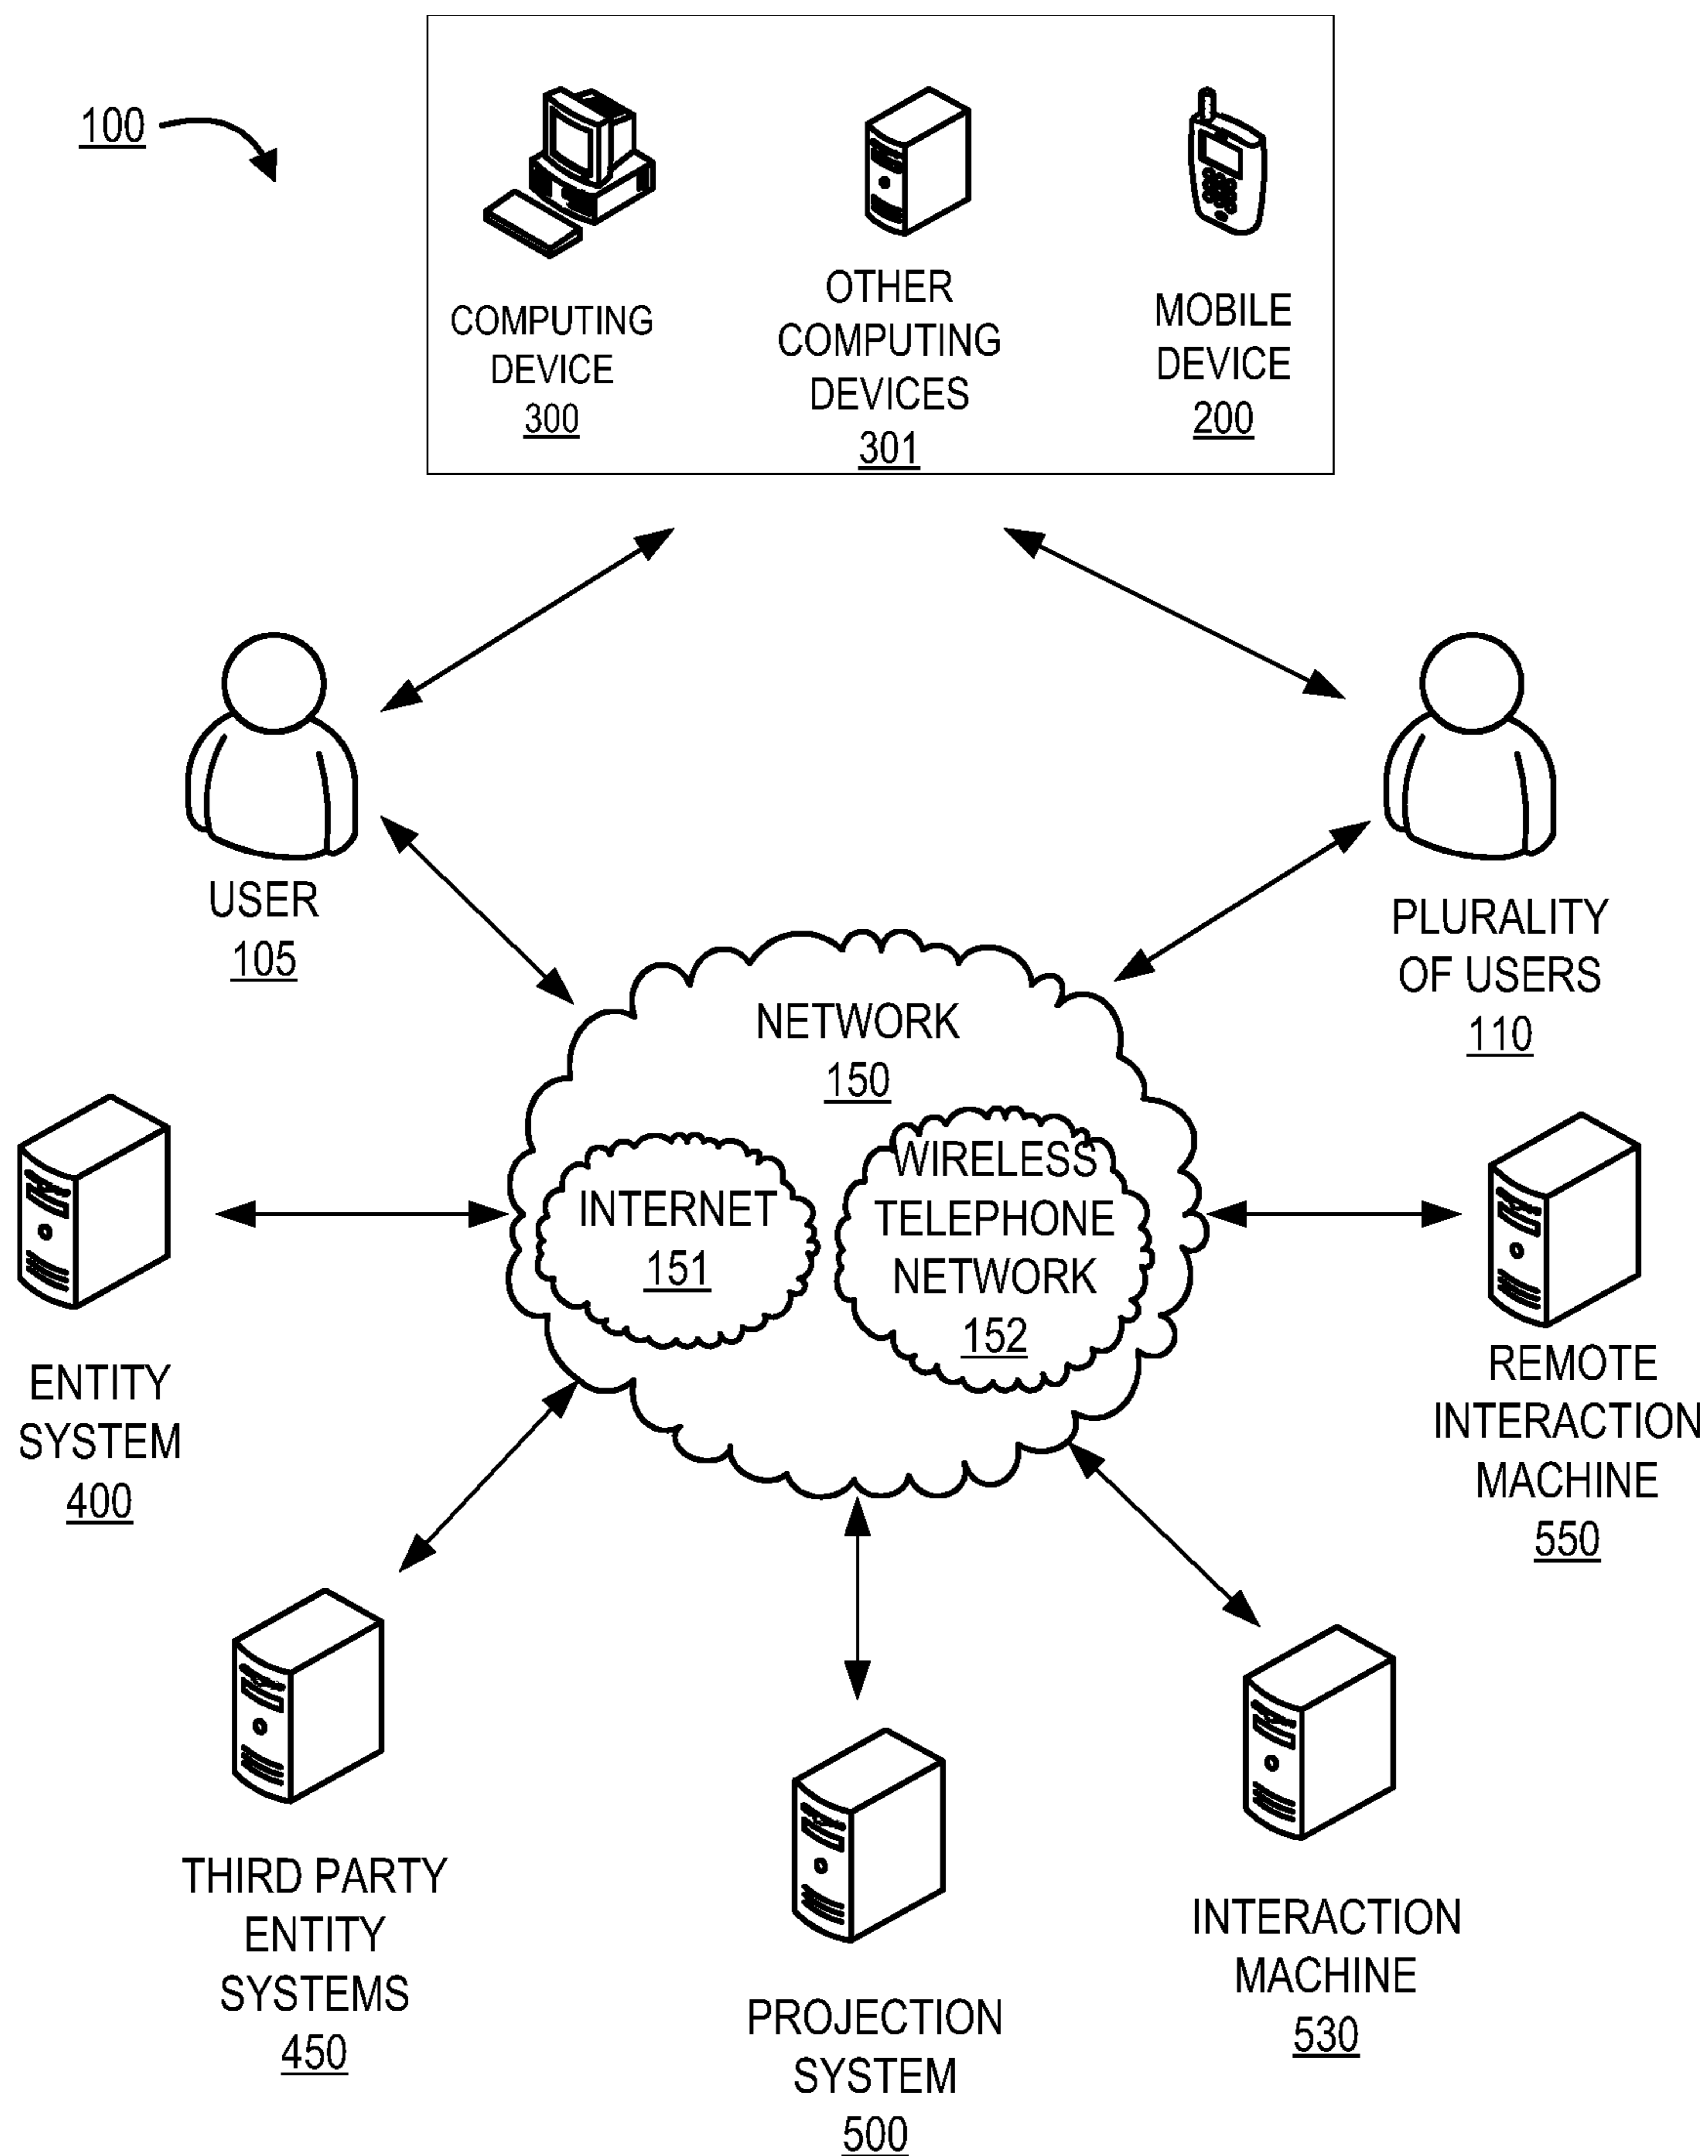 100
COMPUTING
DEVICE
300
OTHER
COMPUTING
DEVICES
301
MOBILE
DEVICE
200
USER
105
PLURALITY
OF USERS
110
NETWORK
150
INTERNET
151
WIRELESS
TELEPHONE
NETWORK
152
ENTITY
SYSTEM
400
REMOTE
INTERACTION
MACHINE
550
THIRD PARTY
ENTITY
SYSTEMS
450
PROJECTION
SYSTEM
500
INTERACTION
MACHINE
530